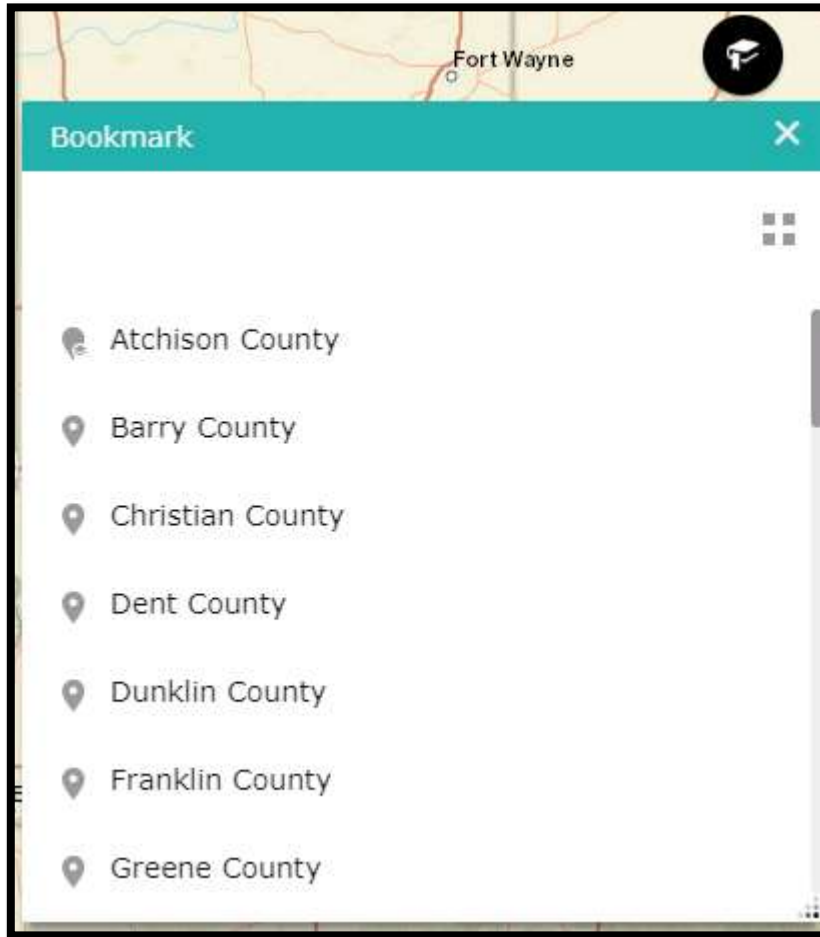 Fort Wayne
Bookmark
Atchison County
Barry County
Christian County
Dent County
Dunklin County
Franklin County
Greene County